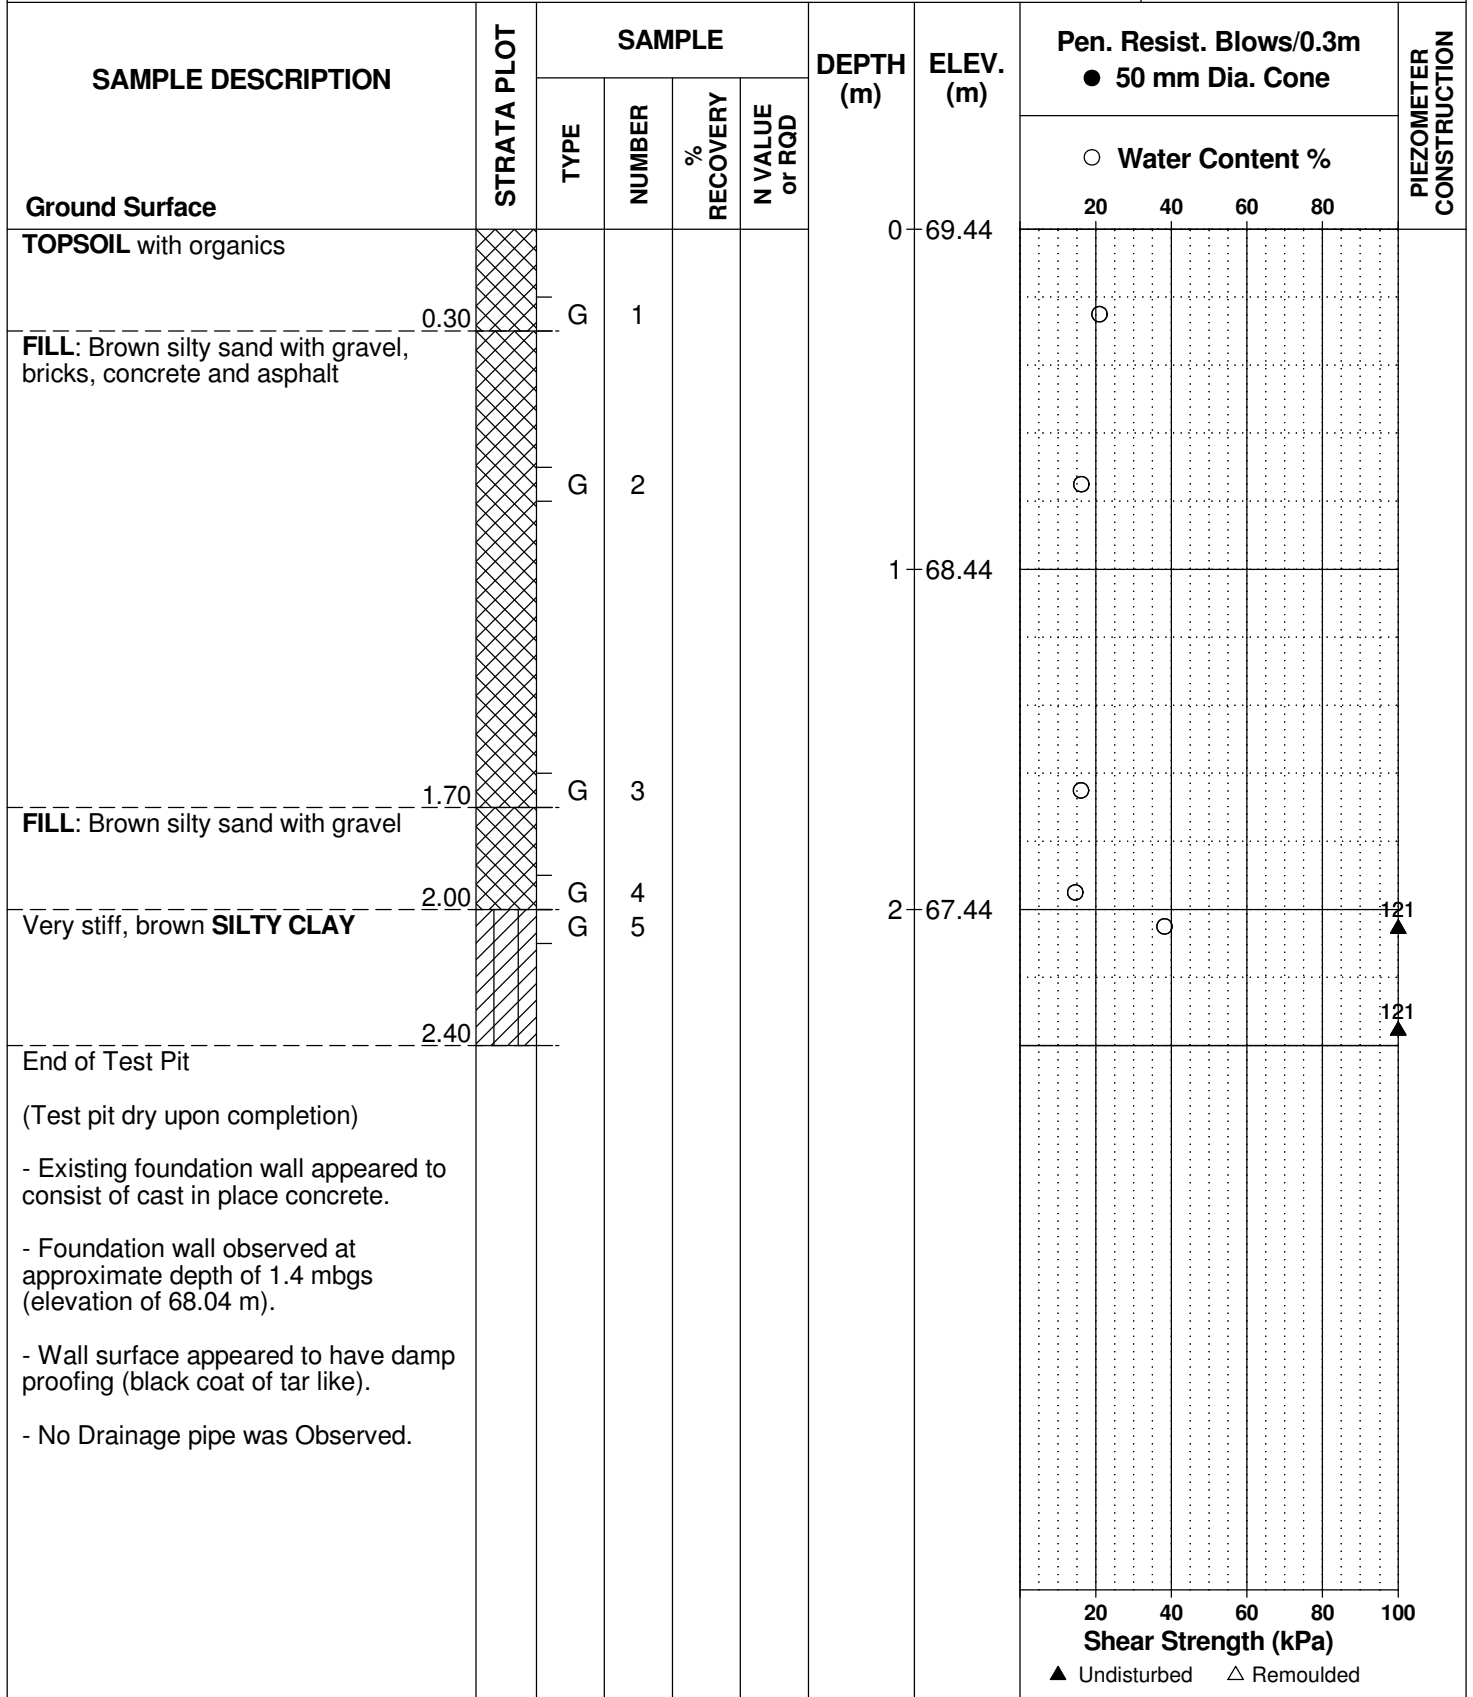 SAMPLE DESCRIPTION
STRATA PLOT
SAMPLE
TYPE
NUMBER
%
RECOVERY
N VALUE
or RQD
DEPTH
(m)
ELEV.
(m)
Pen. Resist. Blows/0.3m
● 50 mm Dia. Cone
○ Water Content %
PIEZOMETER
CONSTRUCTION
Ground Surface
20 40 60 80
0 69.44
TOPSOIL with organics
0.30
G 1
FILL: Brown silty sand with gravel,
bricks, concrete and asphalt
G 2
1 68.44
1.70
G 3
FILL: Brown silty sand with gravel
2.00
G 4
2 67.44
121
Very stiff, brown SILTY CLAY
G 5
121
2.40
End of Test Pit
(Test pit dry upon completion)
- Existing foundation wall appeared to
consist of cast in place concrete.
- Foundation wall observed at
approximate depth of 1.4 mbgs
(elevation of 68.04 m).
- Wall surface appeared to have damp
proofing (black coat of tar like).
- No Drainage pipe was Observed.
20 40 60 80 100
Shear Strength (kPa)
▲ Undisturbed △ Remoulded